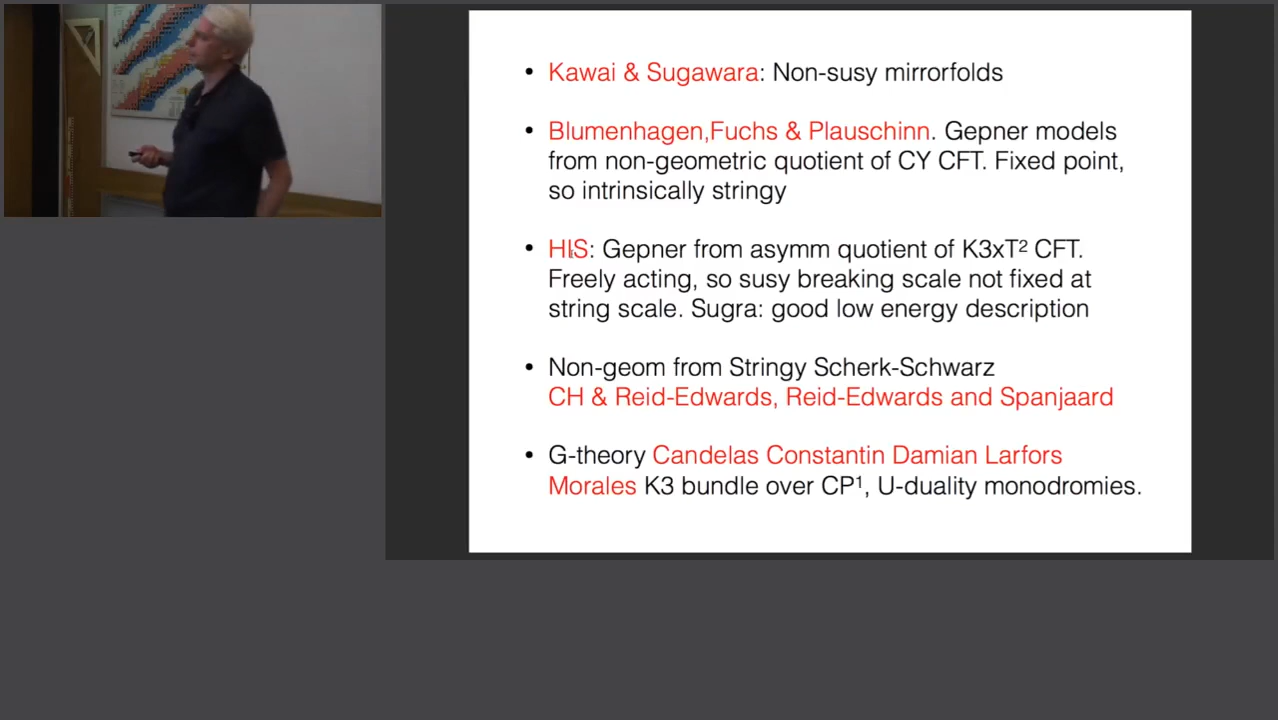 • Kawai & Sugawara: Non-susy mirrorfolds
• Blumenhagen,Fuchs & Plauschinn. Gepner models
from non-geometric quotient of CY CFT. Fixed point,
so intrinsically stringy
• HIS: Gepner from asymm quotient of K3xT² CFT.
Freely acting, so susy breaking scale not fixed at
string scale. Sugra: good low energy description
• Non-geom from Stringy Scherk-Schwarz
CH & Reid-Edwards, Reid-Edwards and Spanjaard
• G-theory Candelas Constantin Damian Larfors
Morales K3 bundle over CP¹, U-duality monodromies.